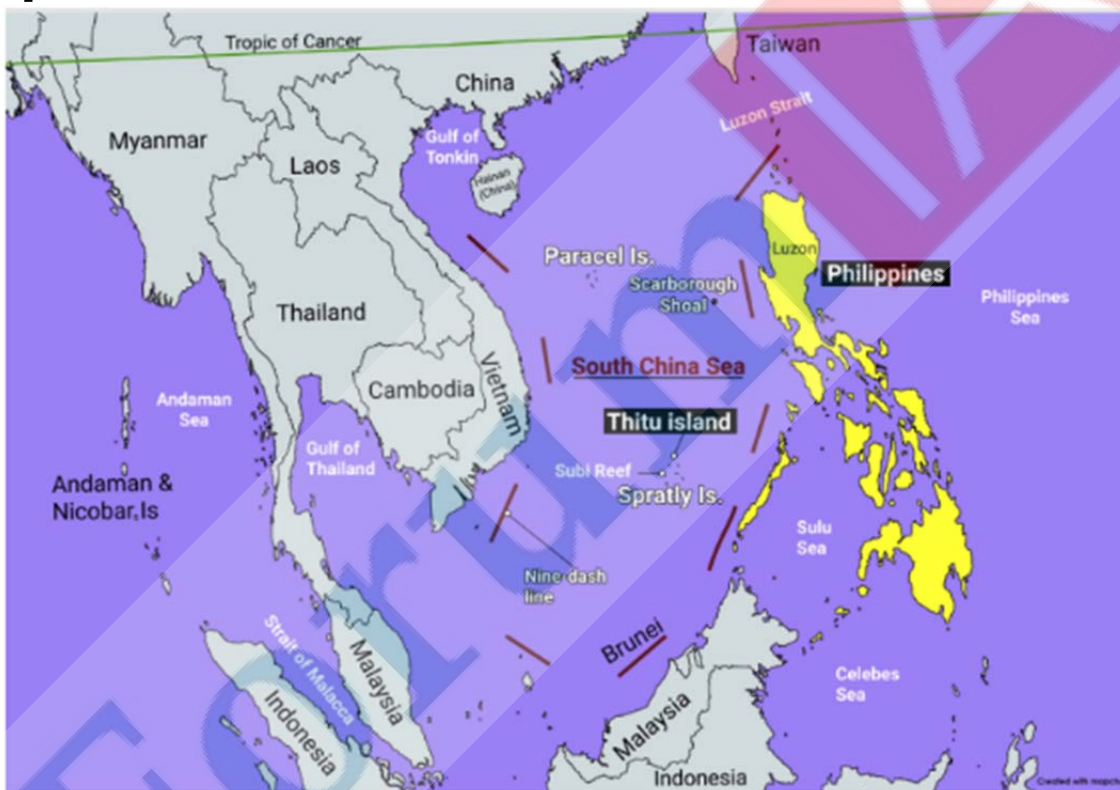 Tropic of Cancer
Taiwan
China
Luzon Strait
Myanmar
Gulf of
Tonkin
Laos
Hainan
(China)
Paracel Is.
Luzon
Philippines
Scarborough
Shoal
Philippines
Sea
Thailand
South China Sea
Vietnam
Cambodia
Andaman
Sea
Thitu island
Gulf of
Thailand
Subi Reef
Andaman &
Nicobar,Is
Spratly Is.
Sulu
Sea
Nine-dash
line
Strait of Malacca
Brunei
Malaysia
Celebes
Sea
Indonesia
Malaysia
Indonesia
Forum
IA